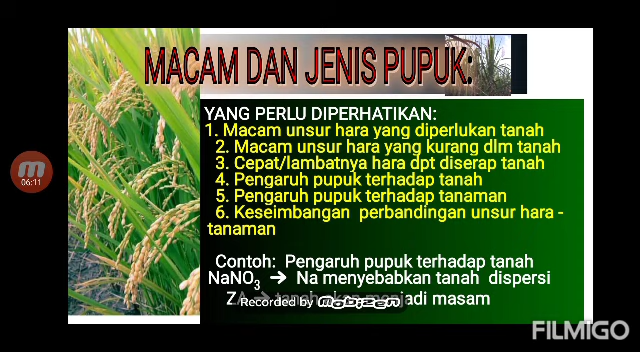 MACAM DAN JENIS PUPUK:
YANG PERLU DIPERHATIKAN:
1. Macam unsur hara yang diperlukan tanah
2. Macam unsur hara yang kurang dlm tanah
3. Cepat/lambatnya hara dpt diserap tanah
4. Pengaruh pupuk terhadap tanah
5. Pengaruh pupuk terhadap tanaman
6. Keseimbangan perbandingan unsur hara -
tanaman
06:11
Contoh: Pengaruh pupuk terhadap tanah
NaNO3 → Na menyebabkan tanah dispersi
ZA → tanah menjadi masam
Recorded by
FILMIGO